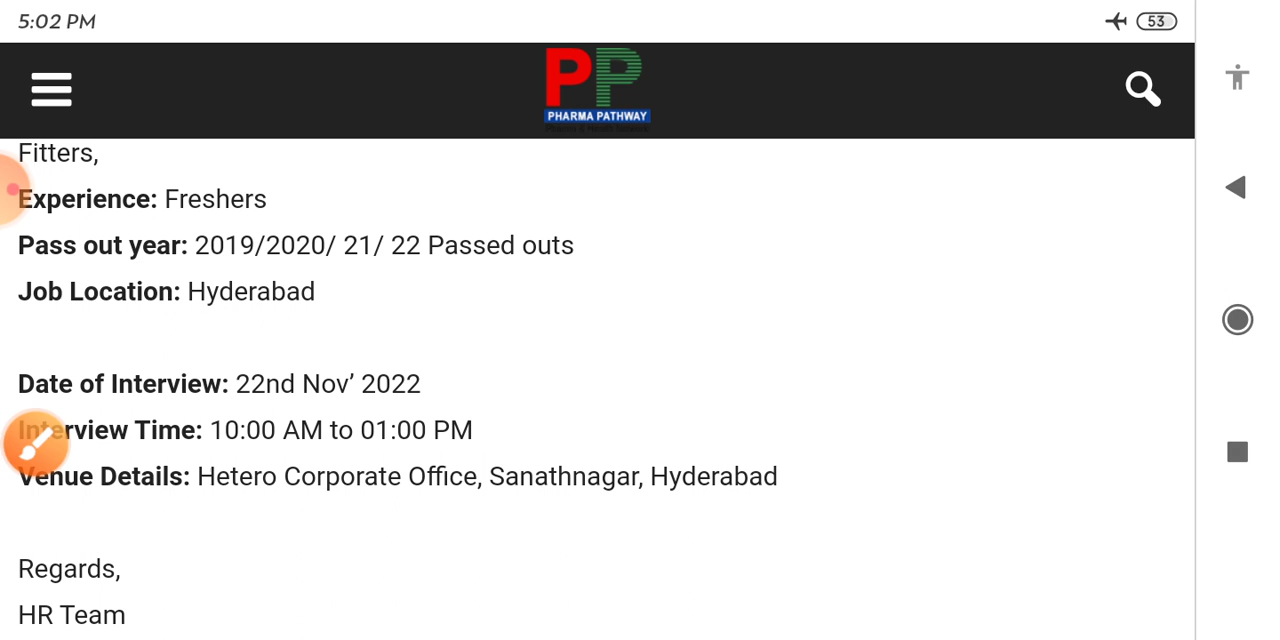 5:02 PM
53
PP
PHARMA PATHWAY
Fitters,
Experience: Freshers
Pass out year: 2019/2020/ 21/ 22 Passed outs
Job Location: Hyderabad
Date of Interview: 22nd Nov’ 2022
Interview Time: 10:00 AM to 01:00 PM
Venue Details: Hetero Corporate Office, Sanathnagar, Hyderabad
Regards,
HR Team